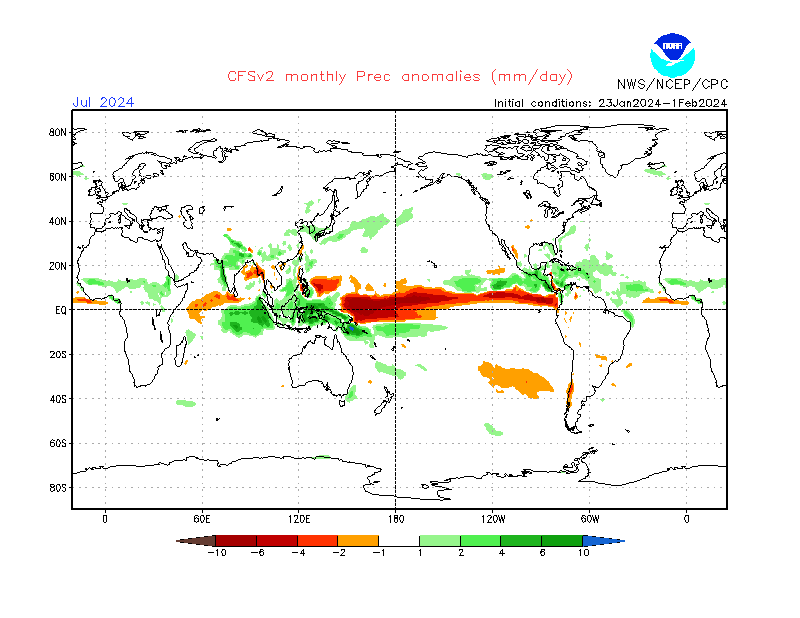 NOAA
CFSv2 monthly Prec anomalies (mm/day)
NWS/NCEP/CPC
Jul 2024
Initial conditions: 23Jan2024-1Feb2024
80N
60N
40N
20N
EQ
20S
40S
60S
80S
0 60E 120E 180 120W 60W 0
-10 -6 -4 -2 -1 1 2 4 6 10